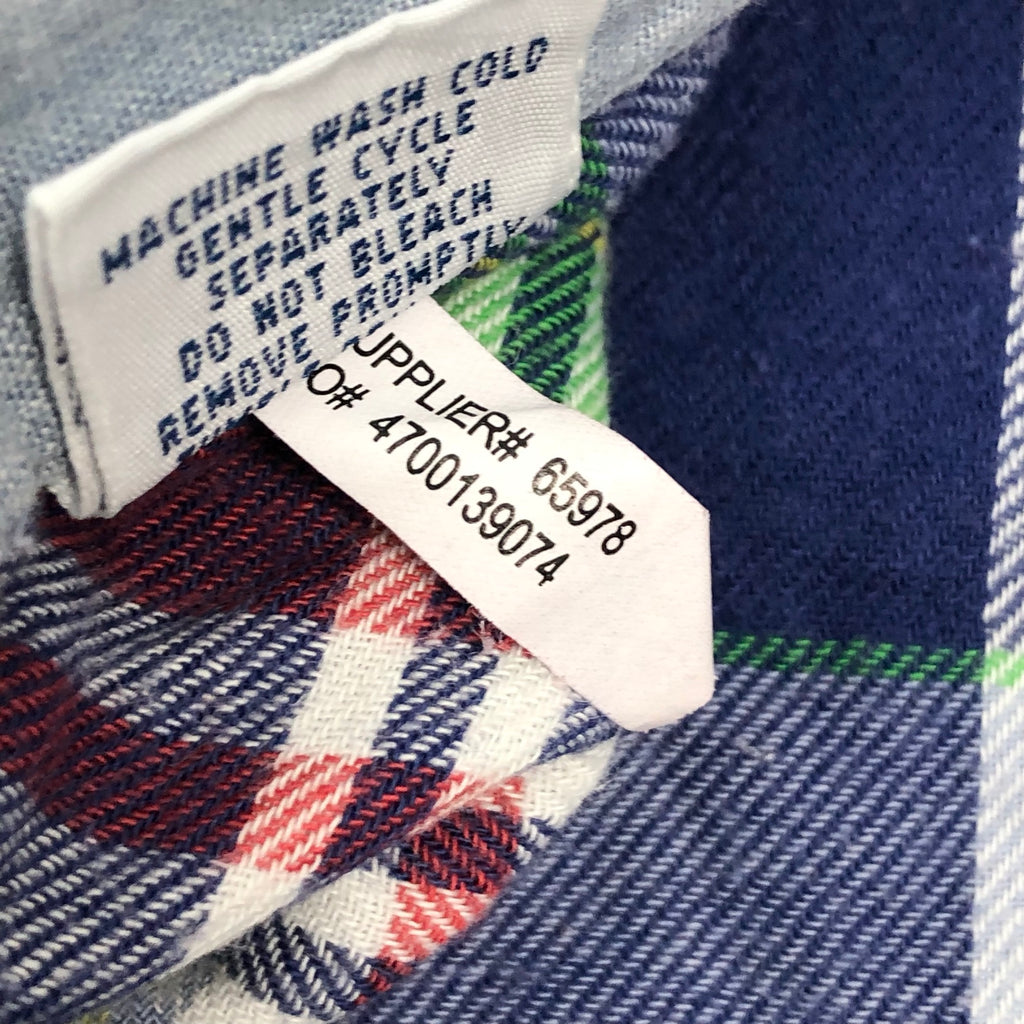 MACHINE WASH COLD
GENTLE CYCLE
SEPARATELY
DO NOT BLEACH
REMOVE PROMPTLY
UPPLIER# 65978
O# 4700139074